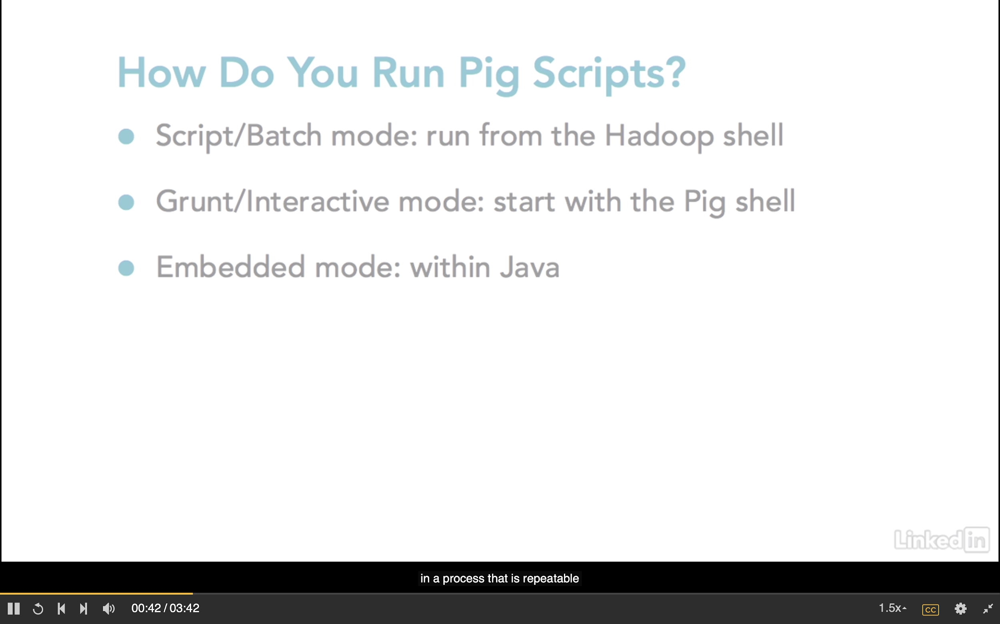 How Do You Run Pig Scripts?
Script/Batch mode: run from the Hadoop shell
Grunt/Interactive mode: start with the Pig shell
Embedded mode: within Java
Linked in
in a process that is repeatable
00:42 / 03:42
1.5x
CC